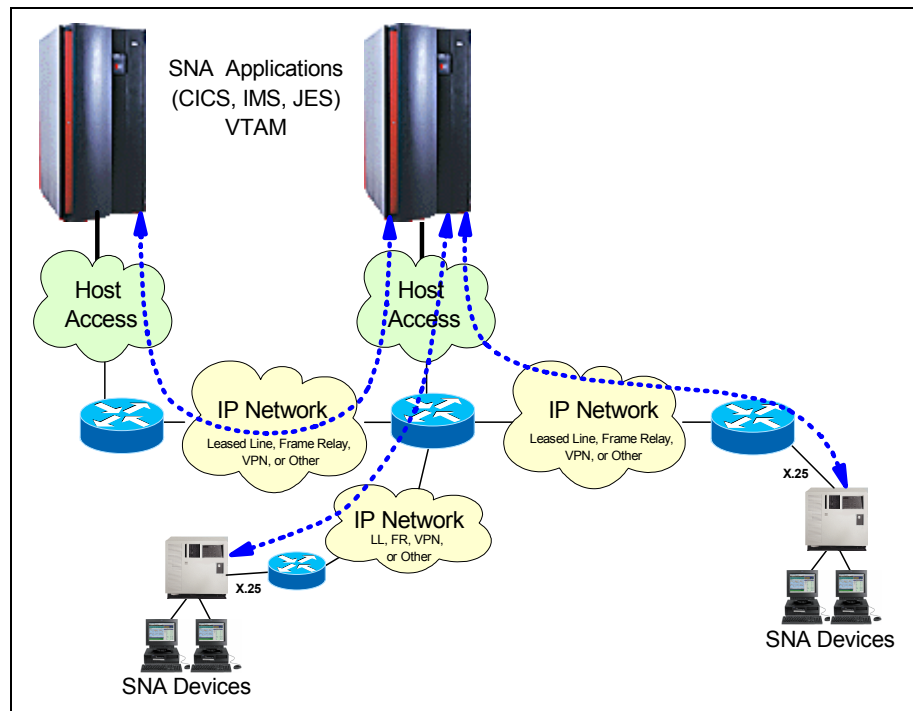 SNA Applications
(CICS, IMS, JES)
VTAM
Host
Access
Host
Access
IP Network
Leased Line, Frame Relay,
VPN, or Other
IP Network
Leased Line, Frame Relay,
VPN, or Other
X.25
IP Network
LL, FR, VPN,
or Other
X.25
SNA Devices
SNA Devices